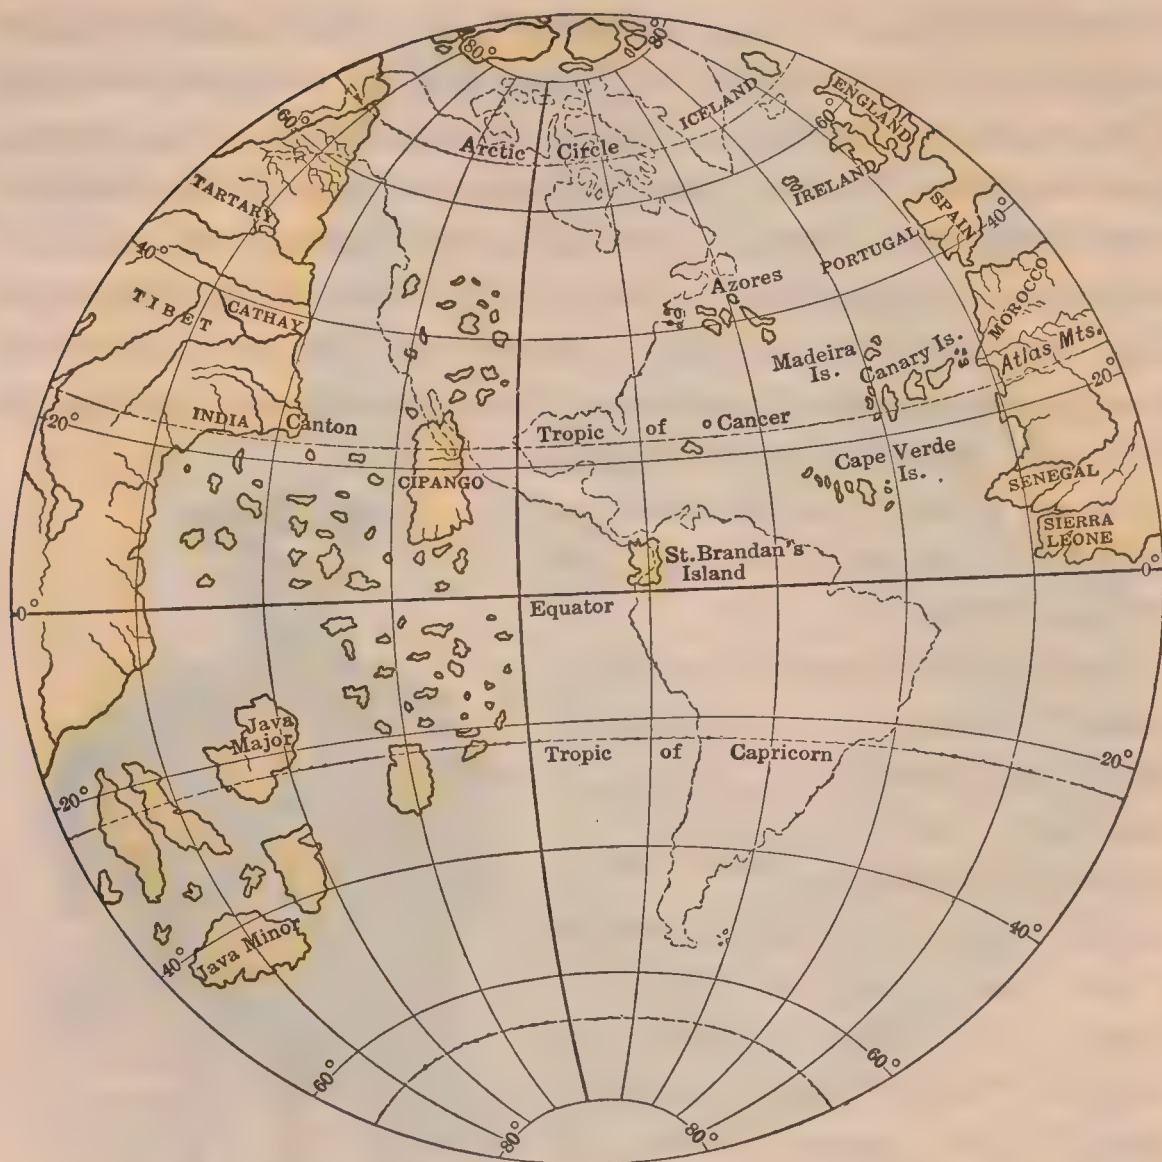 80°
80°
ICELAND
ENGLAND
60°
60°
Arctic Circle
IRELAND
TARTARY
SPAIN
40°
40°
PORTUGAL
Azores
MOROCCO
TIBET
CATHAY
Madeira
Is.
Canary Is.
Atlas Mts.
20°
20°
INDIA
Canton
Tropic of Cancer
CIPANGO
Cape Verde
Is.
SENEGAL
SIERRA
LEONE
St. Brandan's
Island
0°
0°
Equator
Java
Major
Tropic of Capricorn
20°
20°
Java Minor
40°
40°
60°
60°
80°
80°